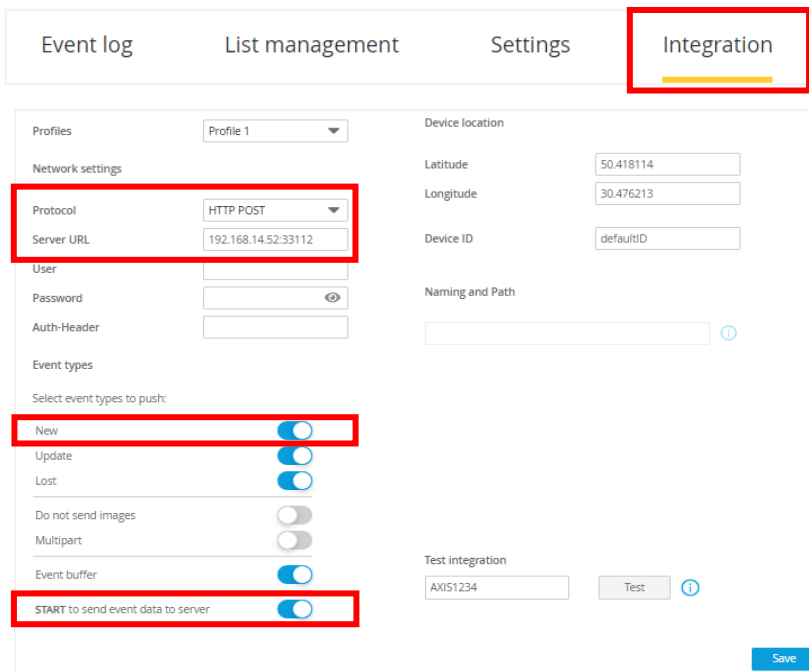 Event log List management Settings Integration
Profiles Profile 1
Network settings
Protocol HTTP POST
Server URL 192.168.14.52:33112
User
Password
Auth-Header
Event types
Select event types to push:
New
Update
Lost
Do not send images
Multipart
Event buffer
START to send event data to server
Device location
Latitude 50.418114
Longitude 30.476213
Device ID defaultID
Naming and Path
Test integration
AXIS1234 Test
Save